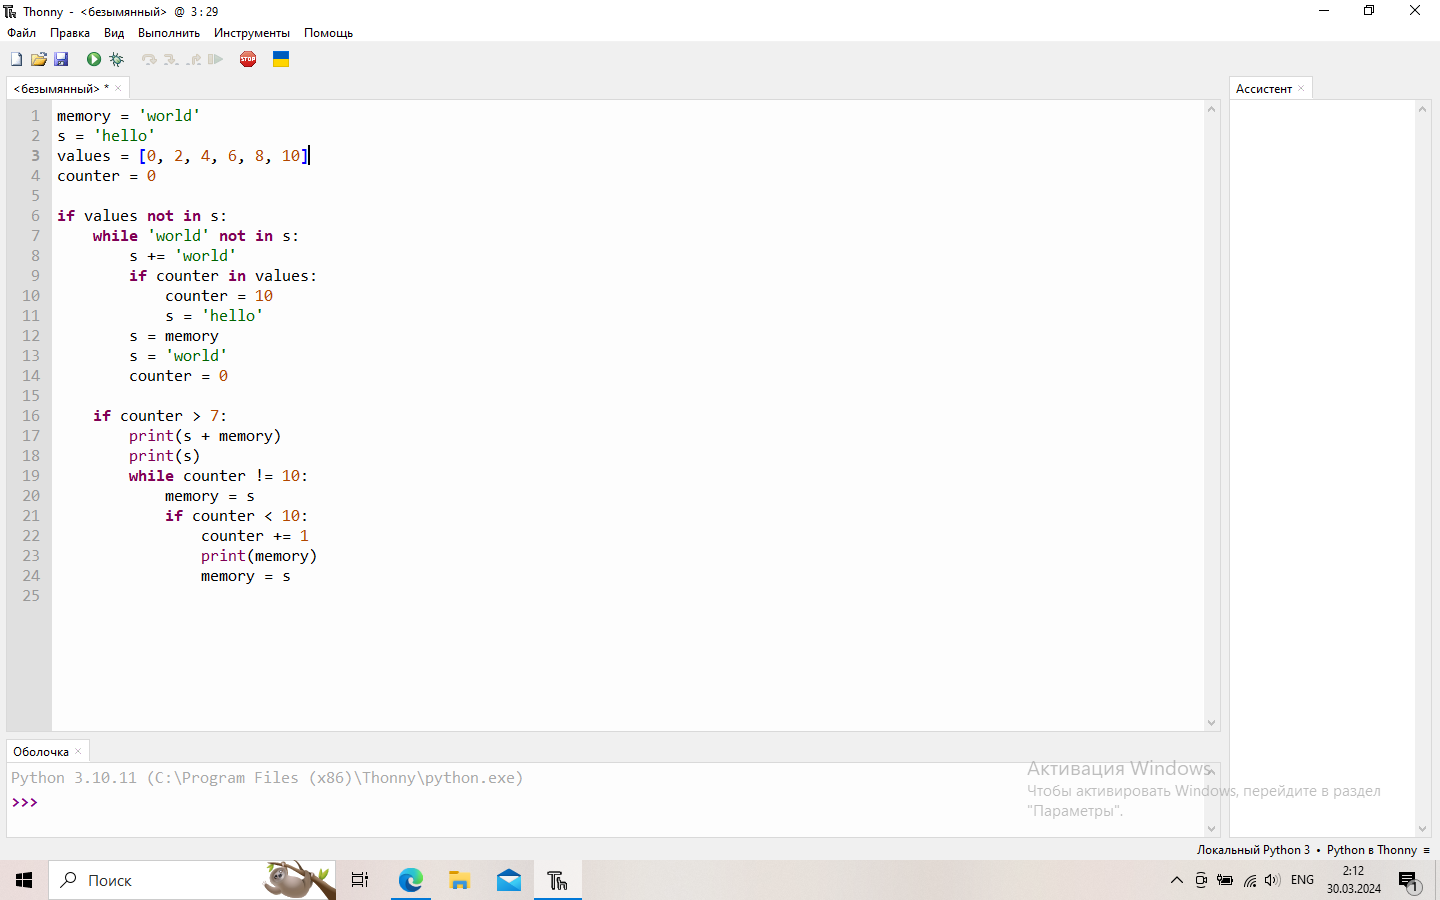 Thonny - <безымянный> @ 3:29
Файл Правка Вид Выполнить Инструменты Помощь
STOP
<безымянный> *
Ассистент
1 memory = 'world'
2 s = 'hello'
3 values = [0, 2, 4, 6, 8, 10]
4 counter = 0
5
6 if values not in s:
7     while 'world' not in s:
8         s += 'world'
9         if counter in values:
10             counter = 10
11             s = 'hello'
12         s = memory
13         s = 'world'
14         counter = 0
15
16     if counter > 7:
17         print(s + memory)
18         print(s)
19         while counter != 10:
20             memory = s
21             if counter < 10:
22                 counter += 1
23                 print(memory)
24                 memory = s
25
Оболочка
Python 3.10.11 (C:\Program Files (x86)\Thonny\python.exe)
>>>
Активация Windows
Чтобы активировать Windows, перейдите в раздел
"Параметры".
Локальный Python 3 • Python в Thonny ≡
Поиск
ENG
2:12
30.03.2024
1